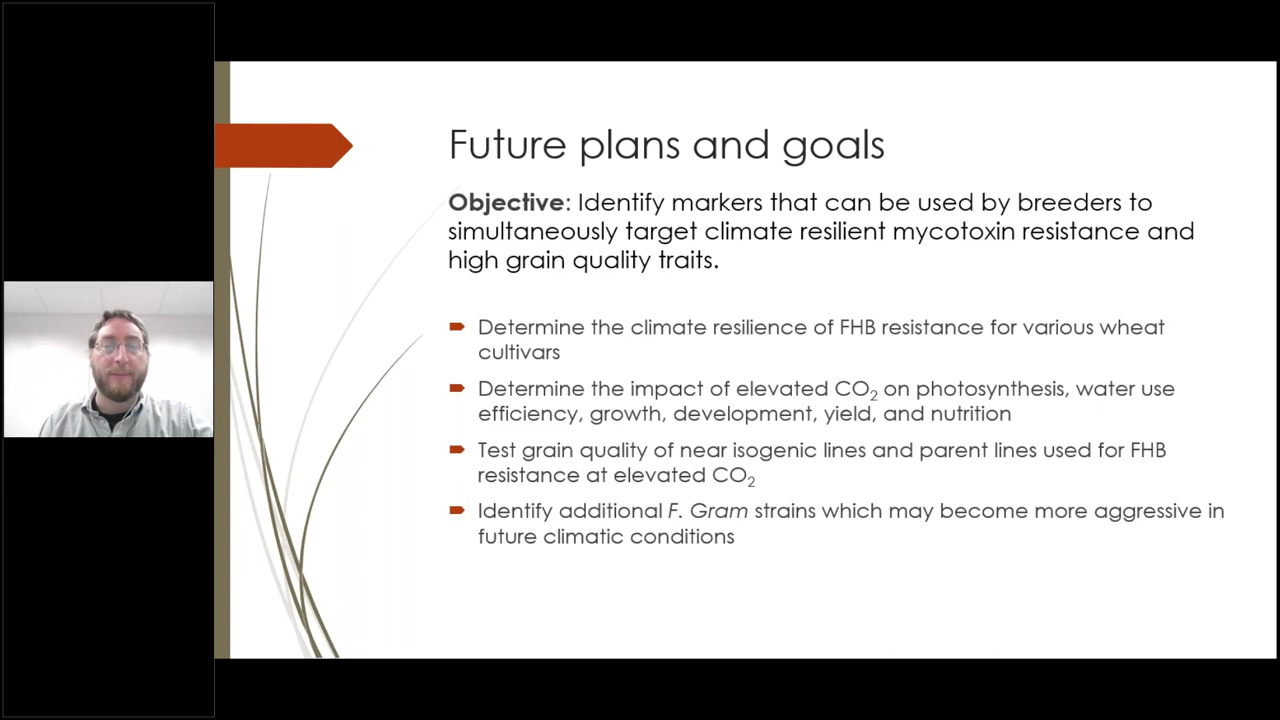 Future plans and goals
Objective: Identify markers that can be used by breeders to
simultaneously target climate resilient mycotoxin resistance and
high grain quality traits.
Determine the climate resilience of FHB resistance for various wheat
cultivars
Determine the impact of elevated CO₂ on photosynthesis, water use
efficiency, growth, development, yield, and nutrition
Test grain quality of near isogenic lines and parent lines used for FHB
resistance at elevated CO₂
Identify additional F. Gram strains which may become more aggressive in
future climatic conditions